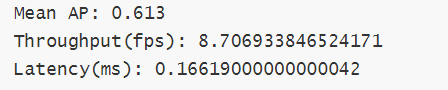 Mean AP: 0.613
Throughput(fps): 8.706933846524171
Latency(ms): 0.16619000000000042